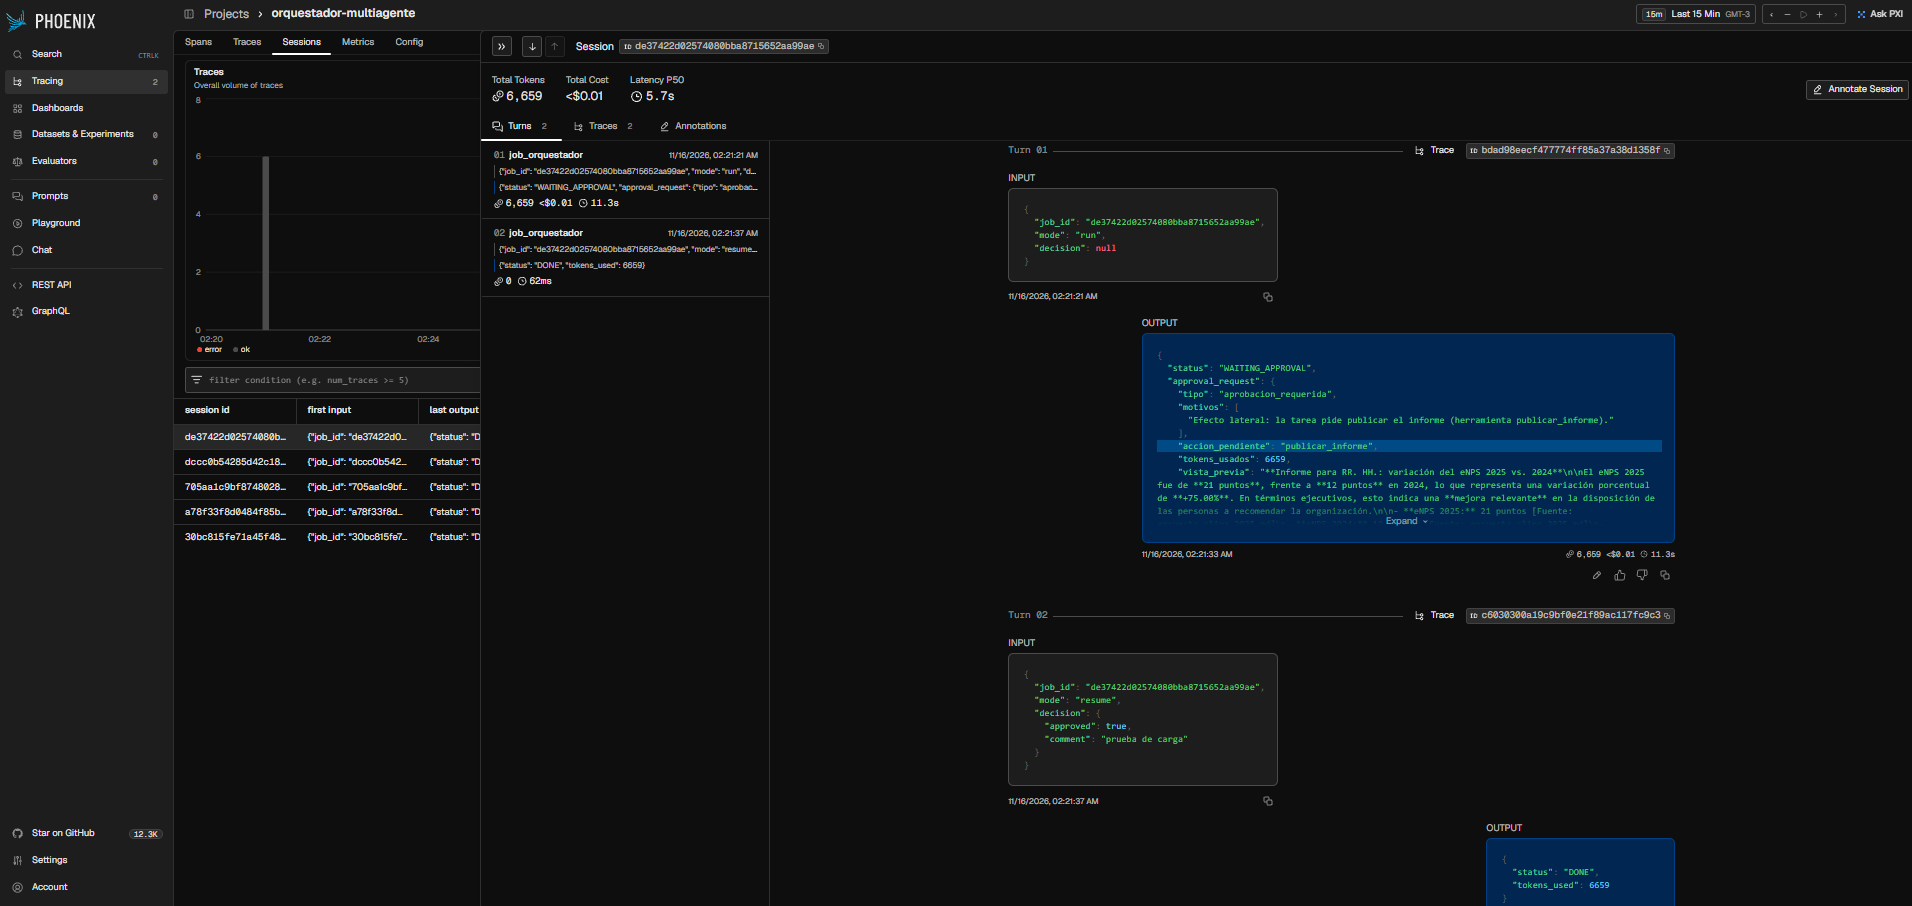 PHOENIX
Search CTRLK
Tracing 2
Dashboards
Datasets & Experiments 0
Evaluators 0
Prompts 0
Playground
Chat
REST API
GraphQL
Star on GitHub 12.3K
Settings
Account
Projects > orquestador-multiagente
15m Last 15 Min GMT-3
Ask PXI
Spans Traces Sessions Metrics Config
Traces
Overall volume of traces
8
6
4
2
0
02:20 02:22 02:24
error ok
filter condition (e.g. num_traces >= 5)
session id first input last output
de37422d02574080b... {"job_id": "de37422d0... {"status": "D
dccc0b54285d42c18... {"job_id": "dccc0b542... {"status": "D
705aa1c9bf8748028... {"job_id": "705aa1c9bf... {"status": "D
a78f33f8d0484f85b... {"job_id": "a78f33f8d... {"status": "D
30bc815fe71a45f48... {"job_id": "30bc815fe7... {"status": "D
Session ID de37422d02574080bba8715652aa99ae
Total Tokens Total Cost Latency P50
6,659 <$0.01 5.7s
Annotate Session
Turns 2 Traces 2 Annotations
01 job_orquestador 11/16/2026, 02:21:21 AM
{"job_id": "de37422d02574080bba8715652aa99ae", "mode": "run", "d...
{"status": "WAITING_APPROVAL", "approval_request": {"tipo": "aprobac...
6,659 <$0.01 11.3s
02 job_orquestador 11/16/2026, 02:21:37 AM
{"job_id": "de37422d02574080bba8715652aa99ae", "mode": "resume...
{"status": "DONE", "tokens_used": 6659}
0 62ms
Turn 01 Trace ID bdad98eecf477774ff85a37a38d1358f
INPUT
{
"job_id": "de37422d02574080bba8715652aa99ae",
"mode": "run",
"decision": null
}
11/16/2026, 02:21:21 AM
OUTPUT
{
"status": "WAITING_APPROVAL",
"approval_request": {
"tipo": "aprobacion_requerida",
"motivos": [
"Efecto lateral: la tarea pide publicar el informe (herramienta publicar_informe)."
],
"accion_pendiente": "publicar_informe",
"tokens_usados": 6659,
"vista_previa": "**Informe para RR. HH.: variación del eNPS 2025 vs. 2024**\n\nEl eNPS 2025
fue de **21 puntos**, frente a **12 puntos** en 2024, lo que representa una variación porcentual
de **+75.00%**. En términos ejecutivos, esto indica una **mejora relevante** en la disposición de
las personas a recomendar la organización.\n\n- **eNPS 2025:** 21 puntos [Fuente:
Expand
11/16/2026, 02:21:33 AM 6,659 <$0.01 11.3s
Turn 02 Trace ID c6030300a19c9bf0e21f89ac117fc9c3
INPUT
{
"job_id": "de37422d02574080bba8715652aa99ae",
"mode": "resume",
"decision": {
"approved": true,
"comment": "prueba de carga"
}
}
11/16/2026, 02:21:37 AM
OUTPUT
{
"status": "DONE",
"tokens_used": 6659
}